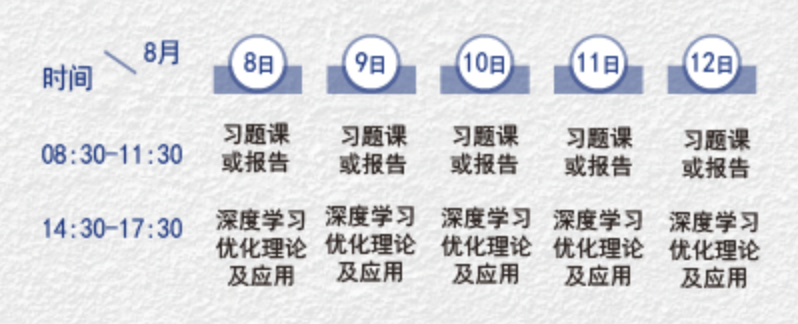 时间 8月 8日 9日 10日 11日 12日
08:30-11:30 习题课 习题课 习题课 习题课 习题课
或报告 或报告 或报告 或报告 或报告
14:30-17:30 深度学习 深度学习 深度学习 深度学习 深度学习
优化理论 优化理论 优化理论 优化理论 优化理论
及应用 及应用 及应用 及应用 及应用